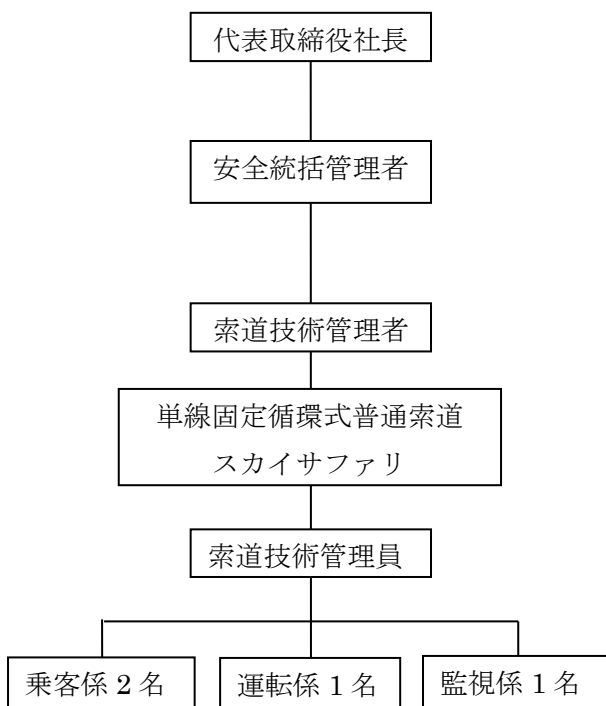 代表取締役社長
安全統括管理者
索道技術管理者
単線固定循環式普通索道
スカイサファリ
索道技術管理員
乗客係 2 名
運転係 1 名
監視係 1 名